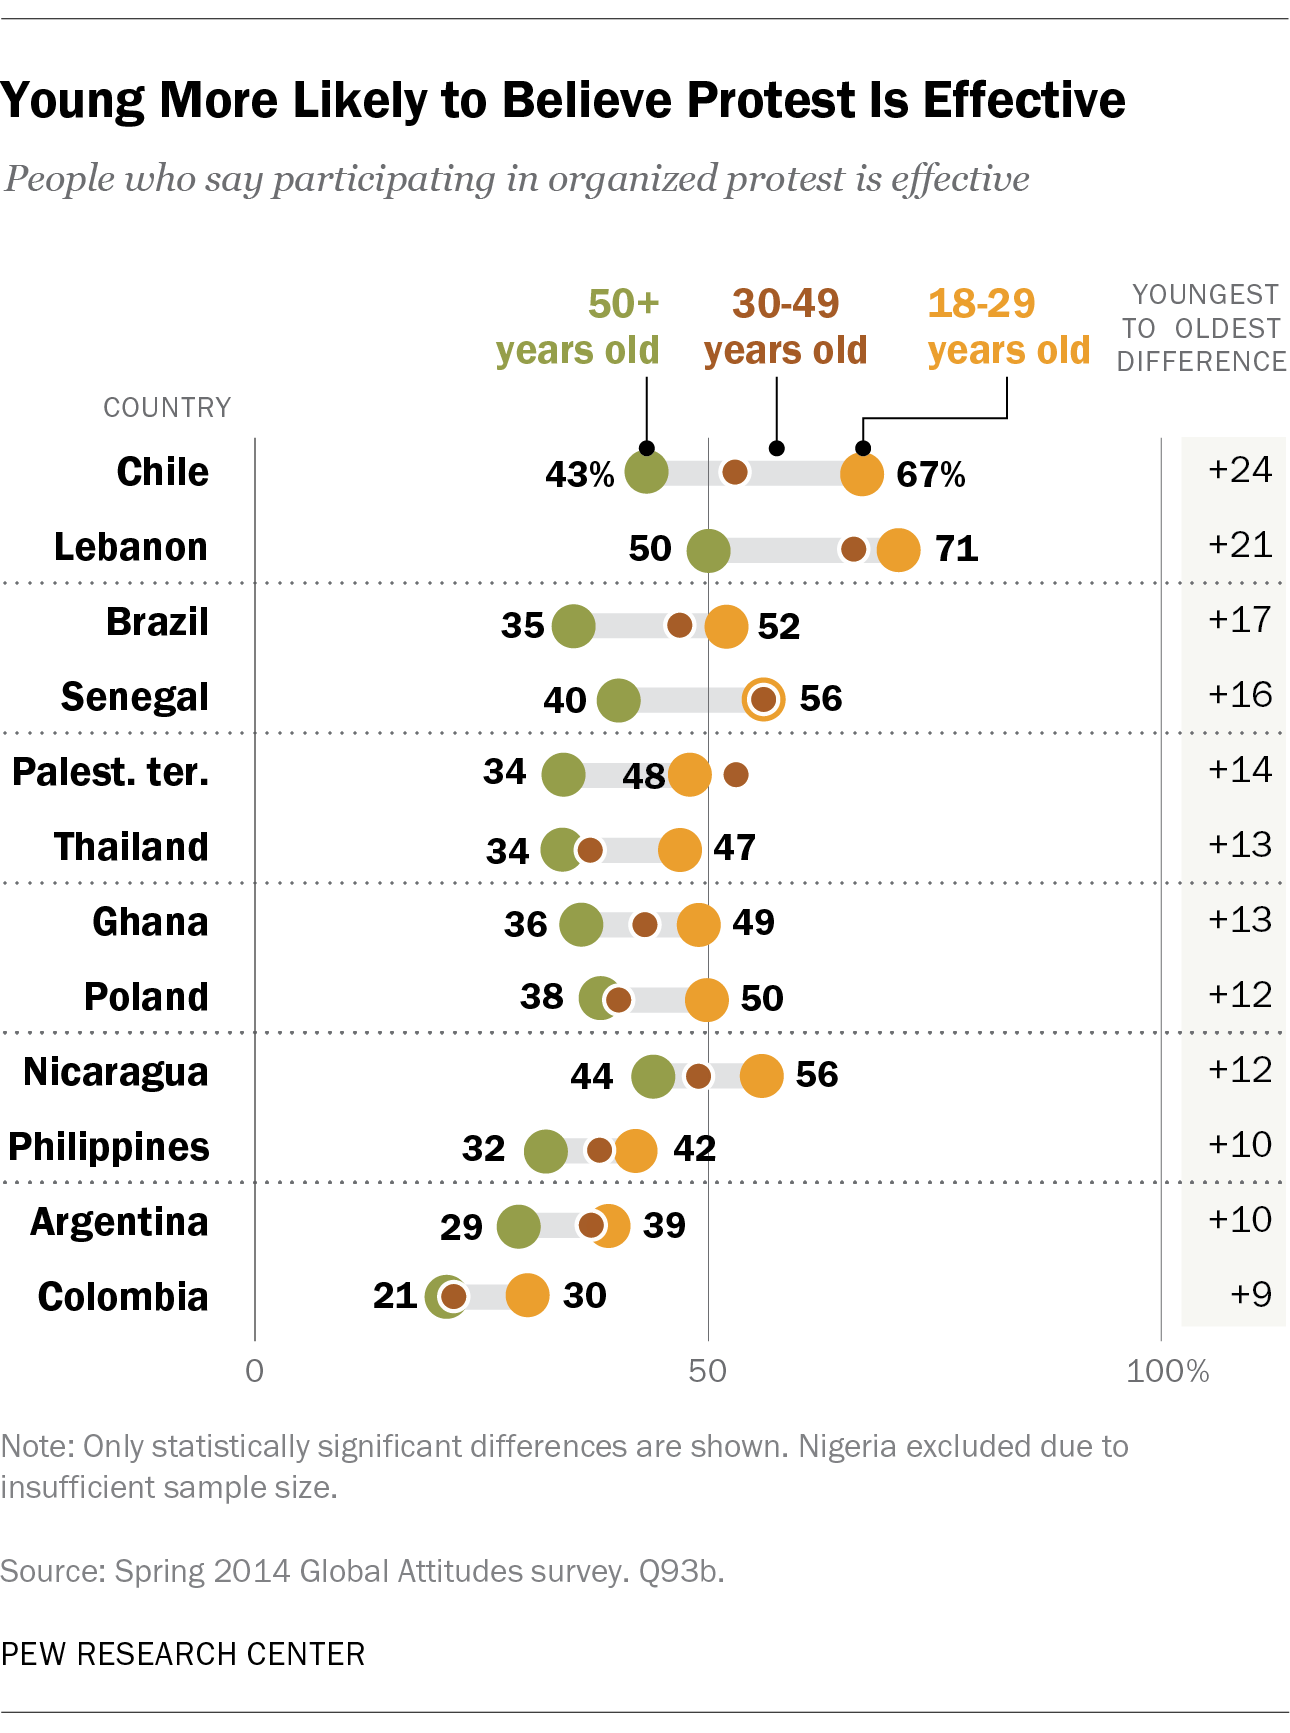 Young More Likely to Believe Protest Is Effective
People who say participating in organized protest is effective
50+
years old
30-49
years old
18-29
years old
YOUNGEST
TO OLDEST
DIFFERENCE
COUNTRY
Chile 43% 67% +24
Lebanon 50 71 +21
Brazil 35 52 +17
Senegal 40 56 +16
Palest. ter. 34 48 +14
Thailand 34 47 +13
Ghana 36 49 +13
Poland 38 50 +12
Nicaragua 44 56 +12
Philippines 32 42 +10
Argentina 29 39 +10
Colombia 21 30 +9
0 50 100%
Note: Only statistically significant differences are shown. Nigeria excluded due to
insufficient sample size.
Source: Spring 2014 Global Attitudes survey. Q93b.
PEW RESEARCH CENTER